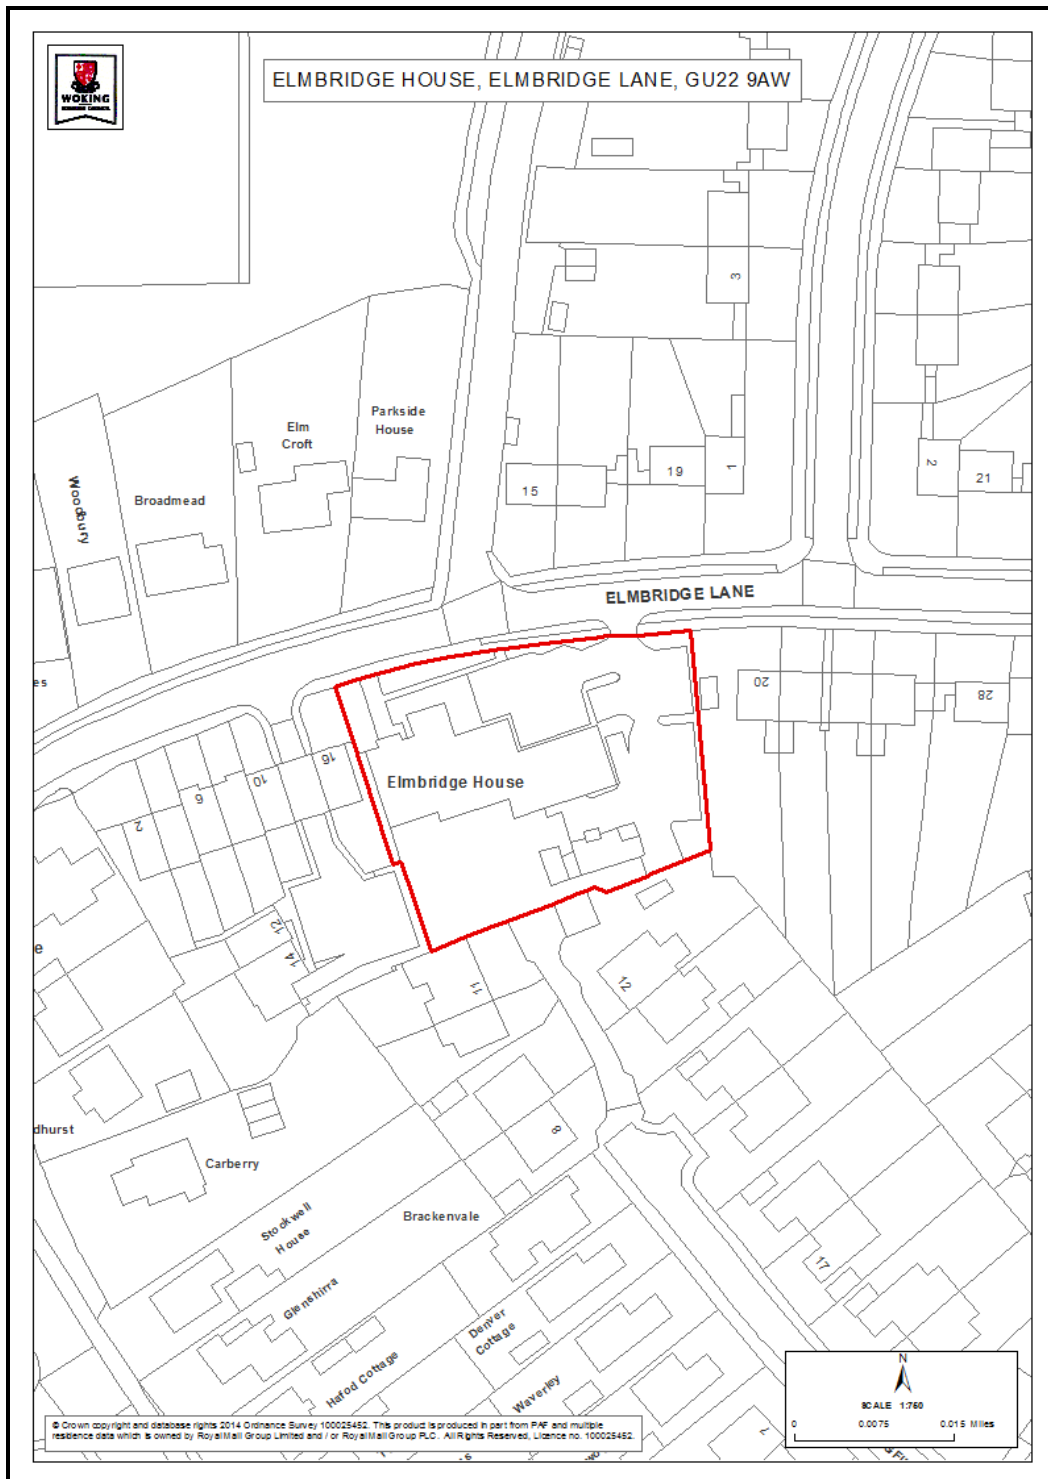 WOKING
BOROUGH COUNCIL
ELMBRIDGE HOUSE, ELMBRIDGE LANE, GU22 9AW
3
Parkside
House
Elm
Croft
Broadmead
Woodbury
15
19
1
2
21
ELMBRIDGE LANE
es
20
28
16
10
6
2
Elmbridge House
12
14
e
11
12
dhurst
Carberry
8
Stockwell
House
Brackenvale
Glenshirra
Denver
Cottage
Hafod Cottage
Waverley
17
7
N
SCALE 1:750
0 0.0075 0.015 Miles
© Crown copyright and database rights 2014 Ordnance Survey 100025452. This product is produced in part from PAF and multiple
residence data which is owned by Royal Mail Group Limited and / or Royal Mail Group PLC. All Rights Reserved, Licence no. 100025452.